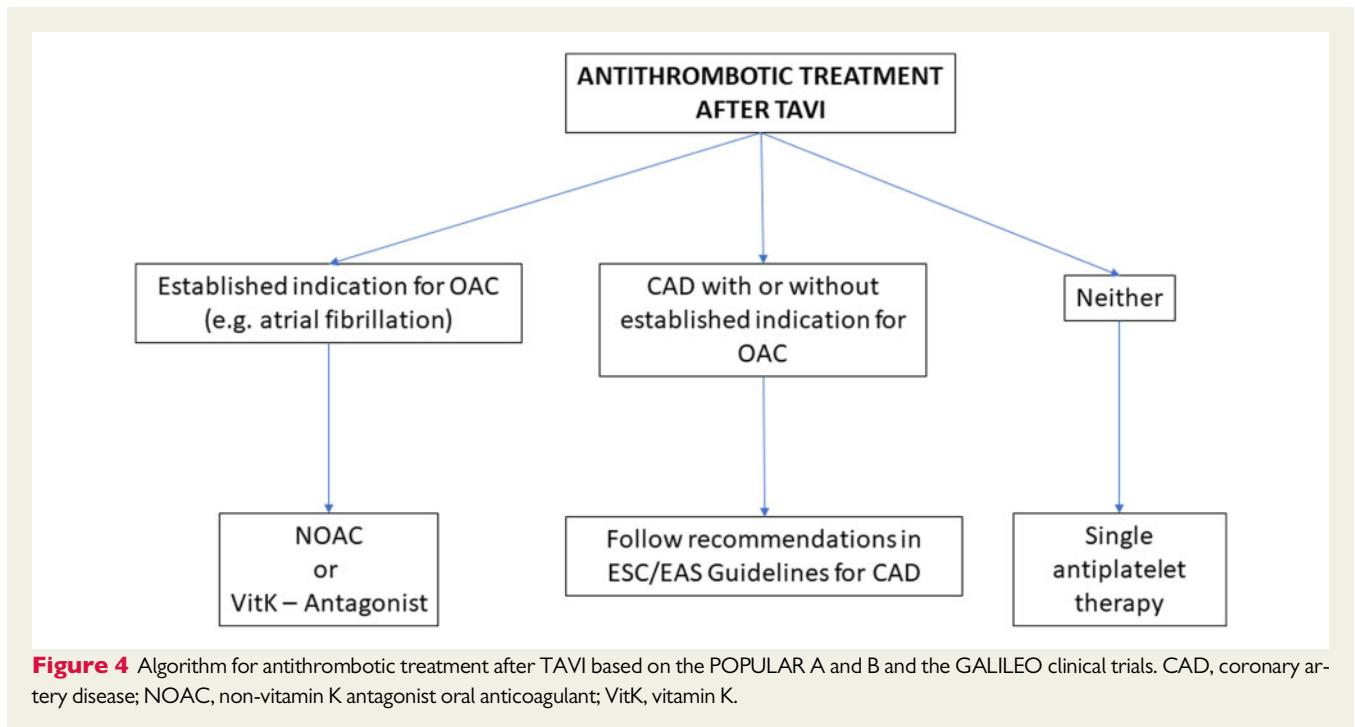 ANTITHROMBOTIC TREATMENT
AFTER TAVI
Established indication for OAC
(e.g. atrial fibrillation)
CAD with or without
established indication for
OAC
Neither
NOAC
or
VitK – Antagonist
Follow recommendations in
ESC/EAS Guidelines for CAD
Single
antiplatelet
therapy
Figure 4 Algorithm for antithrombotic treatment after TAVI based on the POPULAR A and B and the GALILEO clinical trials. CAD, coronary ar-
tery disease; NOAC, non-vitamin K antagonist oral anticoagulant; VitK, vitamin K.